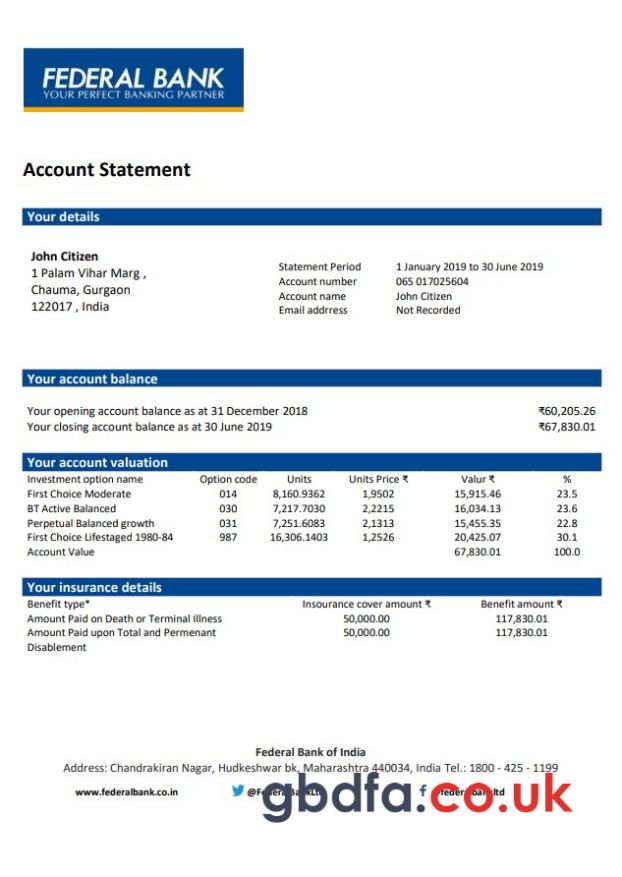 FEDERAL BANK
YOUR PERFECT BANKING PARTNER
Account Statement
Your details
John Citizen
1 Palam Vihar Marg ,
Chauma, Gurgaon
122017 , India
Statement Period 1 January 2019 to 30 June 2019
Account number 065 017025604
Account name John Citizen
Email addrress Not Recorded
Your account balance
Your opening account balance as at 31 December 2018 ₹60,205.26
Your closing account balance as at 30 June 2019 ₹67,830.01
Your account valuation
Investment option name Option code Units Units Price ₹ Valur ₹ %
First Choice Moderate 014 8,160.9362 1,9502 15,915.46 23.5
BT Active Balanced 030 7,217.7030 2,2215 16,034.13 23.6
Perpetual Balanced growth 031 7,251.6083 2,1313 15,455.35 22.8
First Choice Lifestaged 1980-84 987 16,306.1403 1,2526 20,425.07 30.1
Account Value 67,830.01 100.0
Your insurance details
Benefit type* Insourance cover amount ₹ Benefit amount ₹
Amount Paid on Death or Terminal Illness 50,000.00 117,830.01
Amount Paid upon Total and Permenant 50,000.00 117,830.01
Disablement
Federal Bank of India
Address: Chandrakiran Nagar, Hudkeshwar bk, Maharashtra 440034, India Tel.: 1800 - 425 - 1199
www.federalbank.co.in
gbdfa.co.uk